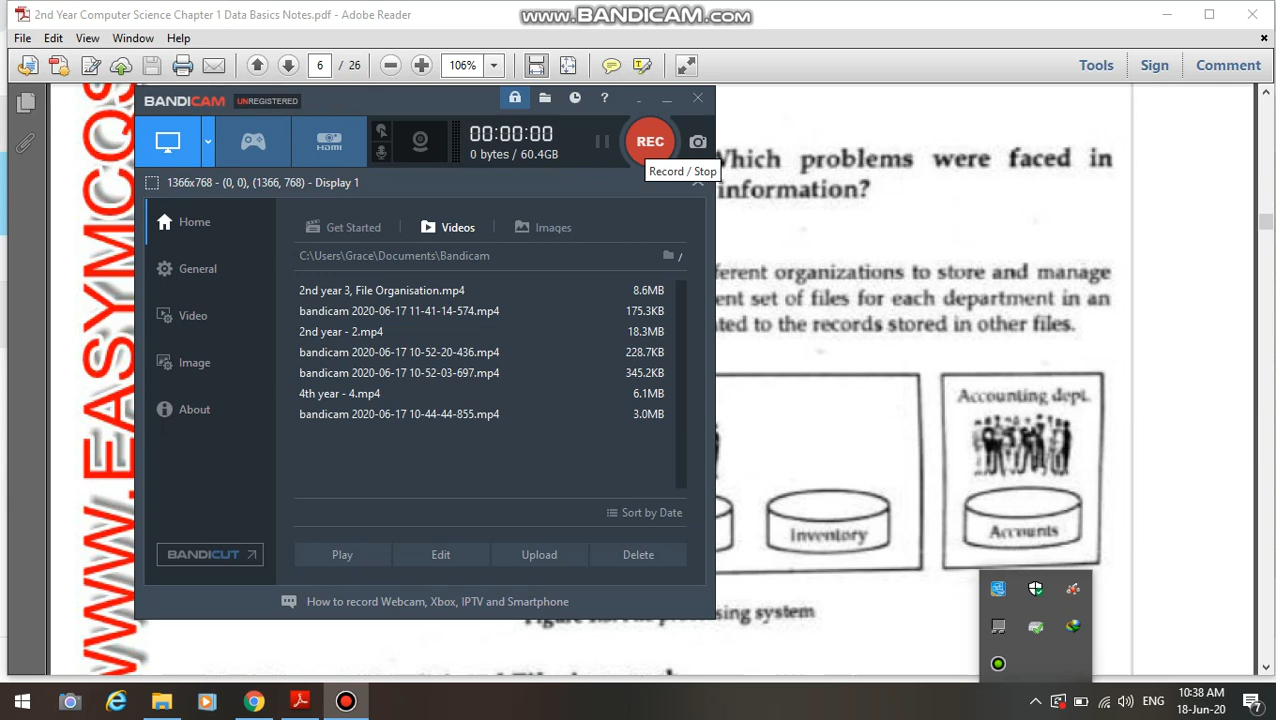 2nd Year Computer Science Chapter 1 Data Basics Notes.pdf - Adobe Reader
www.BANDICAM.com
File Edit View Window Help
6 / 26 106% Tools Sign Comment
BANDICAM UNREGISTERED
HDMI
00:00:00
0 bytes / 60.4GB
REC
Record / Stop
1366x768 - (0, 0), (1366, 768) - Display 1
Home
General
Video
Image
About
BANDICUT
Get Started Videos Images
C:\Users\Grace\Documents\Bandicam
2nd year 3, File Organisation.mp4 8.6MB
bandicam 2020-06-17 11-41-14-574.mp4 175.3KB
2nd year - 2.mp4 18.3MB
bandicam 2020-06-17 10-52-20-436.mp4 228.7KB
bandicam 2020-06-17 10-52-03-697.mp4 345.2KB
4th year - 4.mp4 6.1MB
bandicam 2020-06-17 10-44-44-855.mp4 3.0MB
Sort by Date
Play Edit Upload Delete
How to record Webcam, Xbox, IPTV and Smartphone
WWW.EASYMCQS
Which problems were faced in
information?
ferent organizations to store and manage
ent set of files for each department in an
ted to the records stored in other files.
Accounting dept.
Inventory
Accounts
sing system
ENG
10:38 AM
18-Jun-20
7